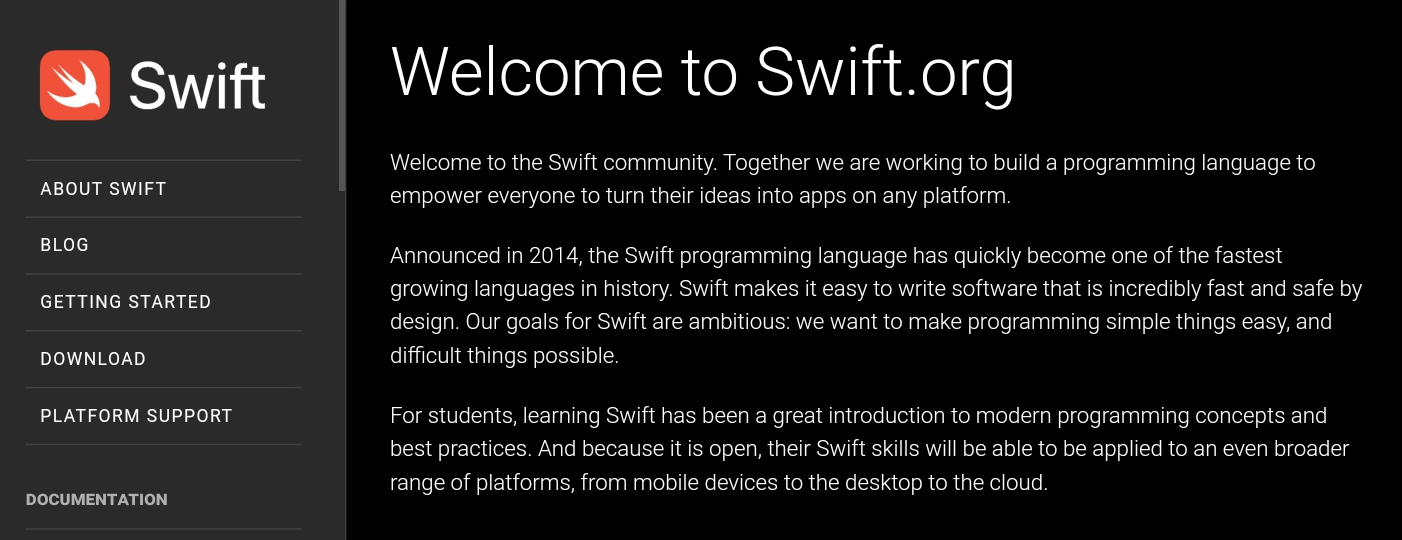 Swift
ABOUT SWIFT
BLOG
GETTING STARTED
DOWNLOAD
PLATFORM SUPPORT
DOCUMENTATION
Welcome to Swift.org
Welcome to the Swift community. Together we are working to build a programming language to
empower everyone to turn their ideas into apps on any platform.
Announced in 2014, the Swift programming language has quickly become one of the fastest
growing languages in history. Swift makes it easy to write software that is incredibly fast and safe by
design. Our goals for Swift are ambitious: we want to make programming simple things easy, and
difficult things possible.
For students, learning Swift has been a great introduction to modern programming concepts and
best practices. And because it is open, their Swift skills will be able to be applied to an even broader
range of platforms, from mobile devices to the desktop to the cloud.